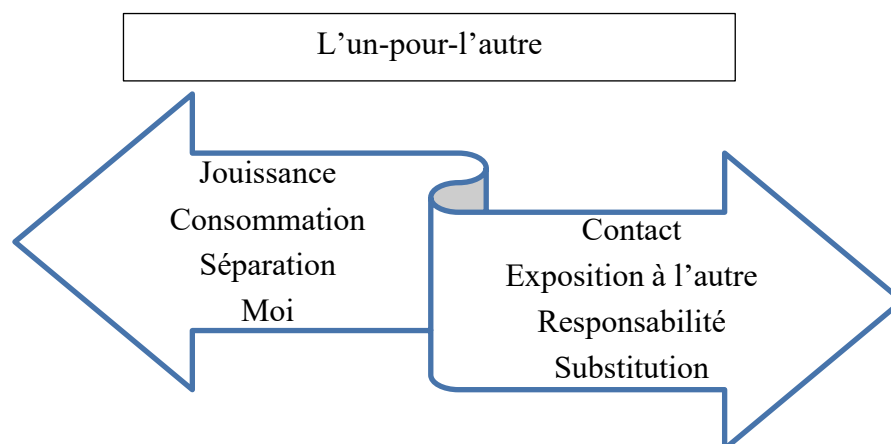 L’un-pour-l’autre
Jouissance
Consommation
Séparation
Moi
Contact
Exposition à l’autre
Responsabilité
Substitution